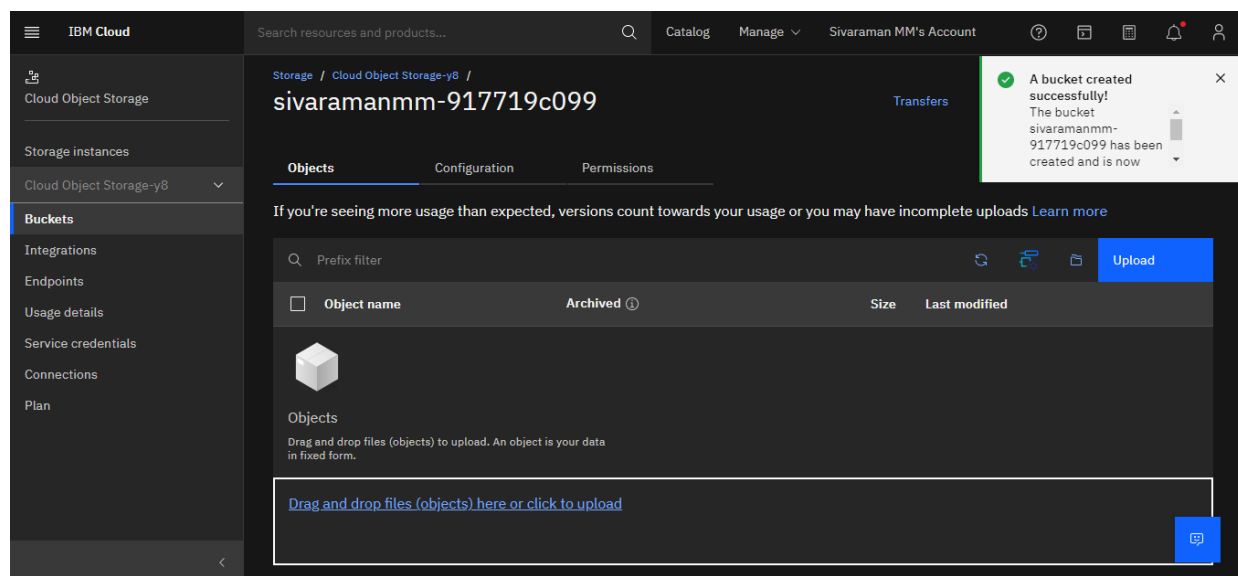 IBM Cloud
Search resources and products...
Catalog
Manage
Sivaraman MM's Account
Cloud Object Storage
Storage instances
Cloud Object Storage-y8
Buckets
Integrations
Endpoints
Usage details
Service credentials
Connections
Plan
Storage / Cloud Object Storage-y8 /
sivaramanmm-917719c099
Transfers
A bucket created
successfully!
The bucket
sivaramanmm-
917719c099 has been
created and is now
Objects
Configuration
Permissions
If you're seeing more usage than expected, versions count towards your usage or you may have incomplete uploads Learn more
Prefix filter
Upload
Object name
Archived
Size
Last modified
Objects
Drag and drop files (objects) to upload. An object is your data
in fixed form.
Drag and drop files (objects) here or click to upload